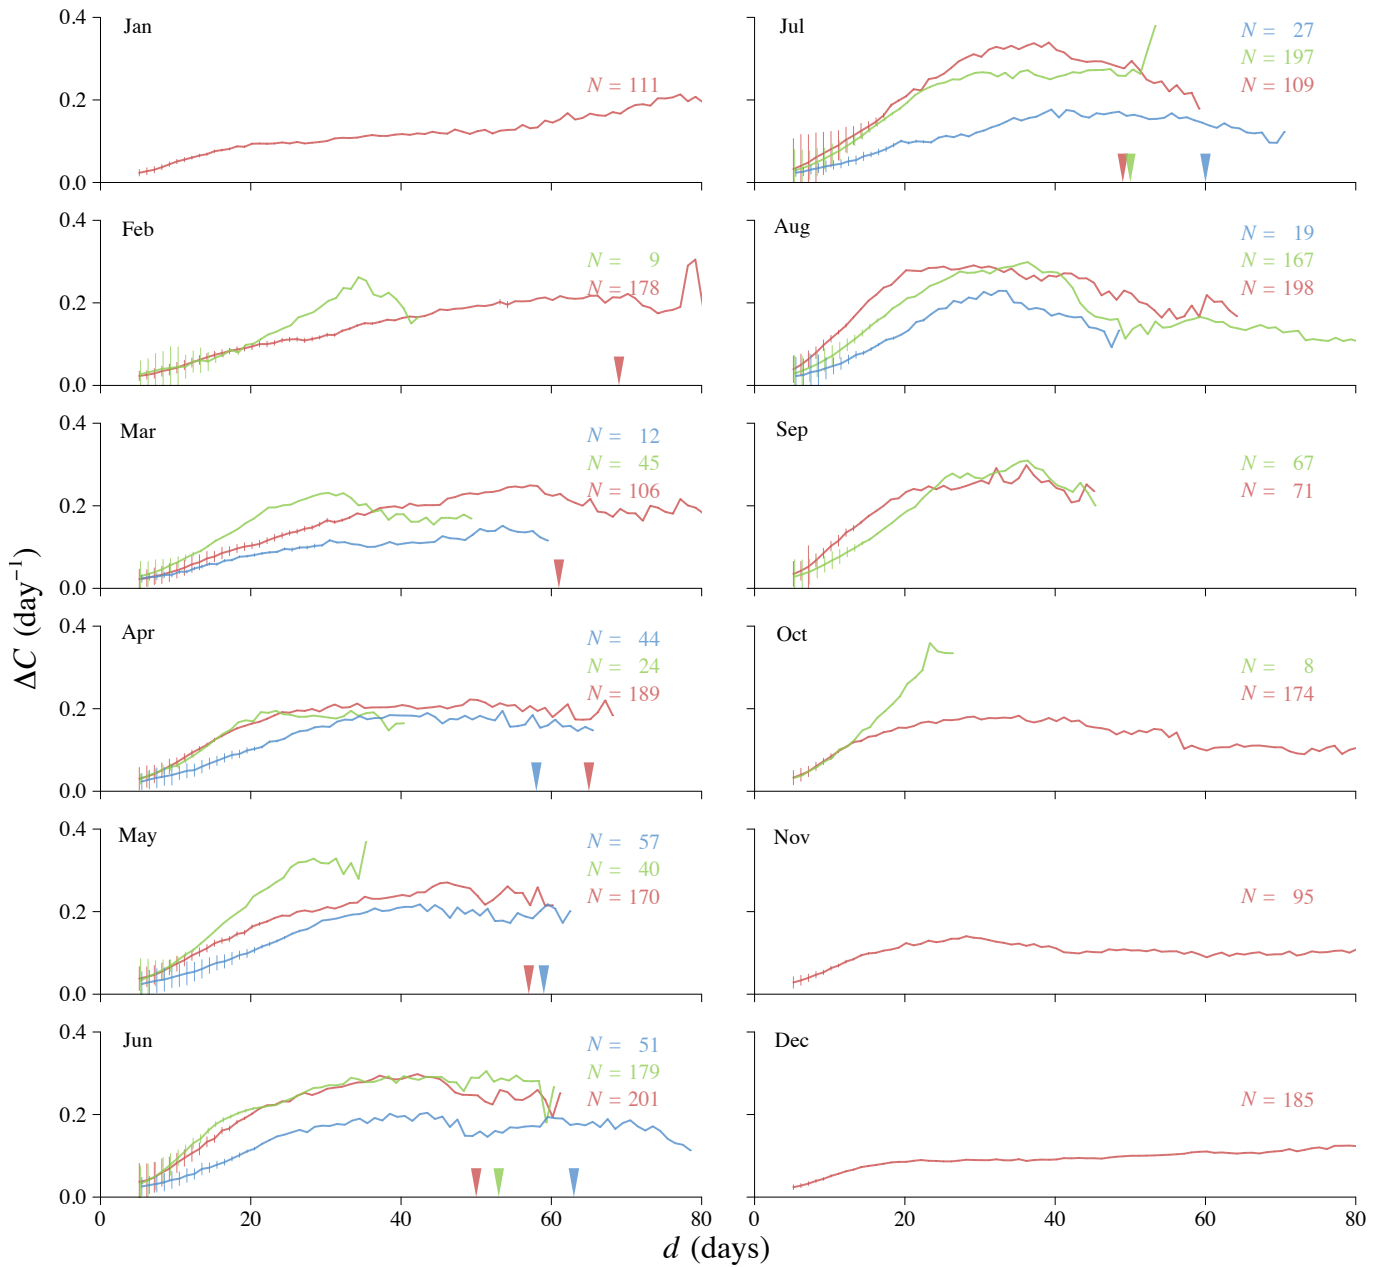 0.4
Jan
N = 111
0.2
0.0
0.4
Feb
N = 9
N = 178
0.2
0.0
0.4
Mar
N = 12
N = 45
N = 106
0.2
0.0
0.4
Apr
N = 44
N = 24
N = 189
0.2
0.0
0.4
May
N = 57
N = 40
N = 170
0.2
0.0
0.4
Jun
N = 51
N = 179
N = 201
0.2
0.0
0 20 40 60 80
Jul
N = 27
N = 197
N = 109
Aug
N = 19
N = 167
N = 198
Sep
N = 67
N = 71
Oct
N = 8
N = 174
Nov
N = 95
Dec
N = 185
0 20 40 60 80
ΔC (day⁻¹)
d (days)